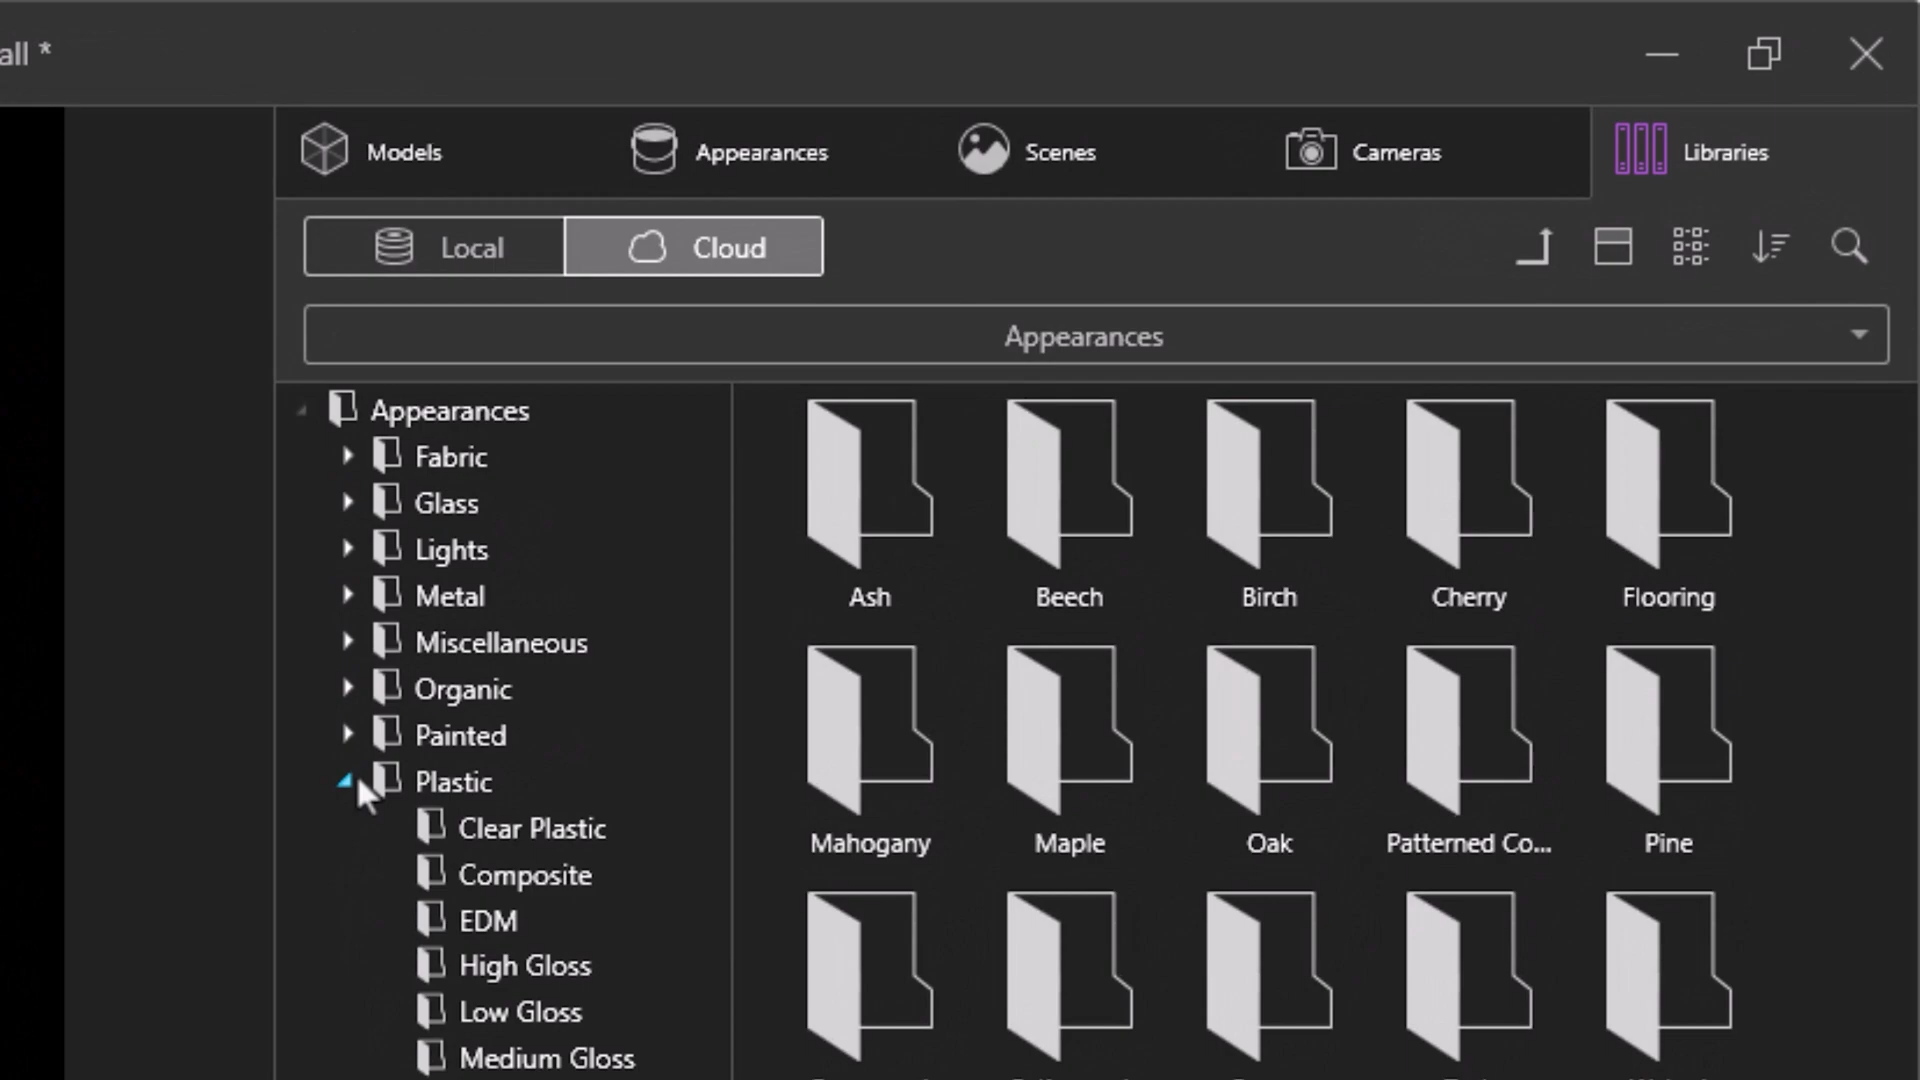 all *
Models
Appearances
Scenes
Cameras
Libraries
Local
Cloud
Appearances
Appearances
Fabric
Glass
Lights
Metal
Miscellaneous
Organic
Painted
Plastic
Clear Plastic
Composite
EDM
High Gloss
Low Gloss
Medium Gloss
Ash
Beech
Birch
Cherry
Flooring
Mahogany
Maple
Oak
Patterned Co...
Pine